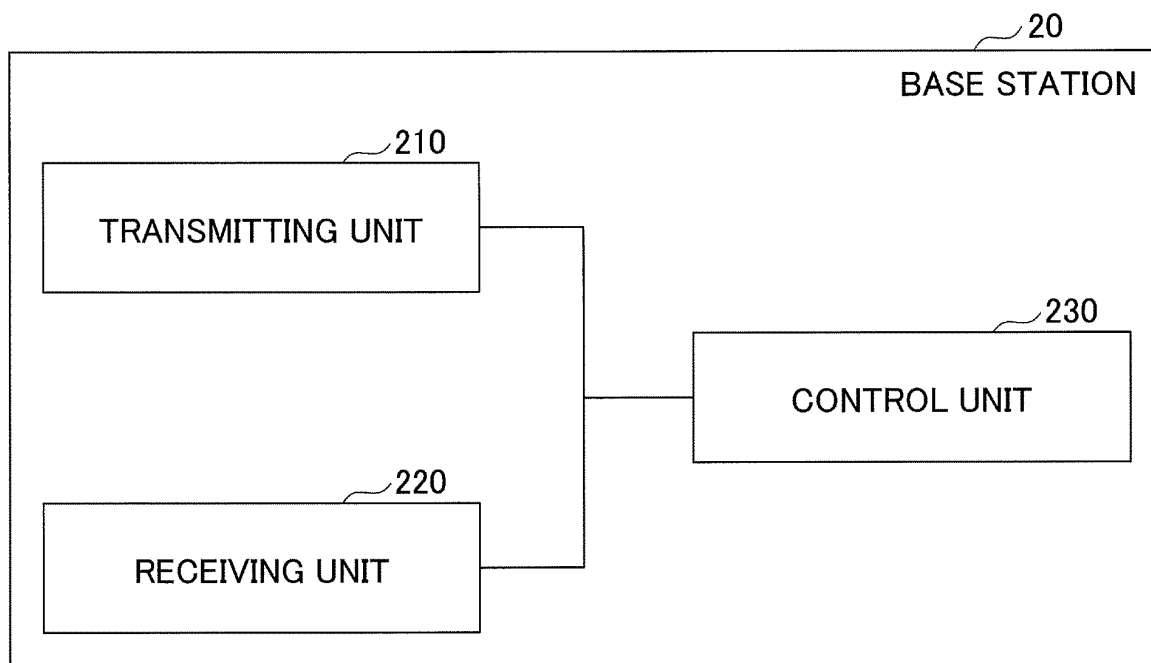 20
BASE STATION
210
TRANSMITTING UNIT
230
CONTROL UNIT
220
RECEIVING UNIT